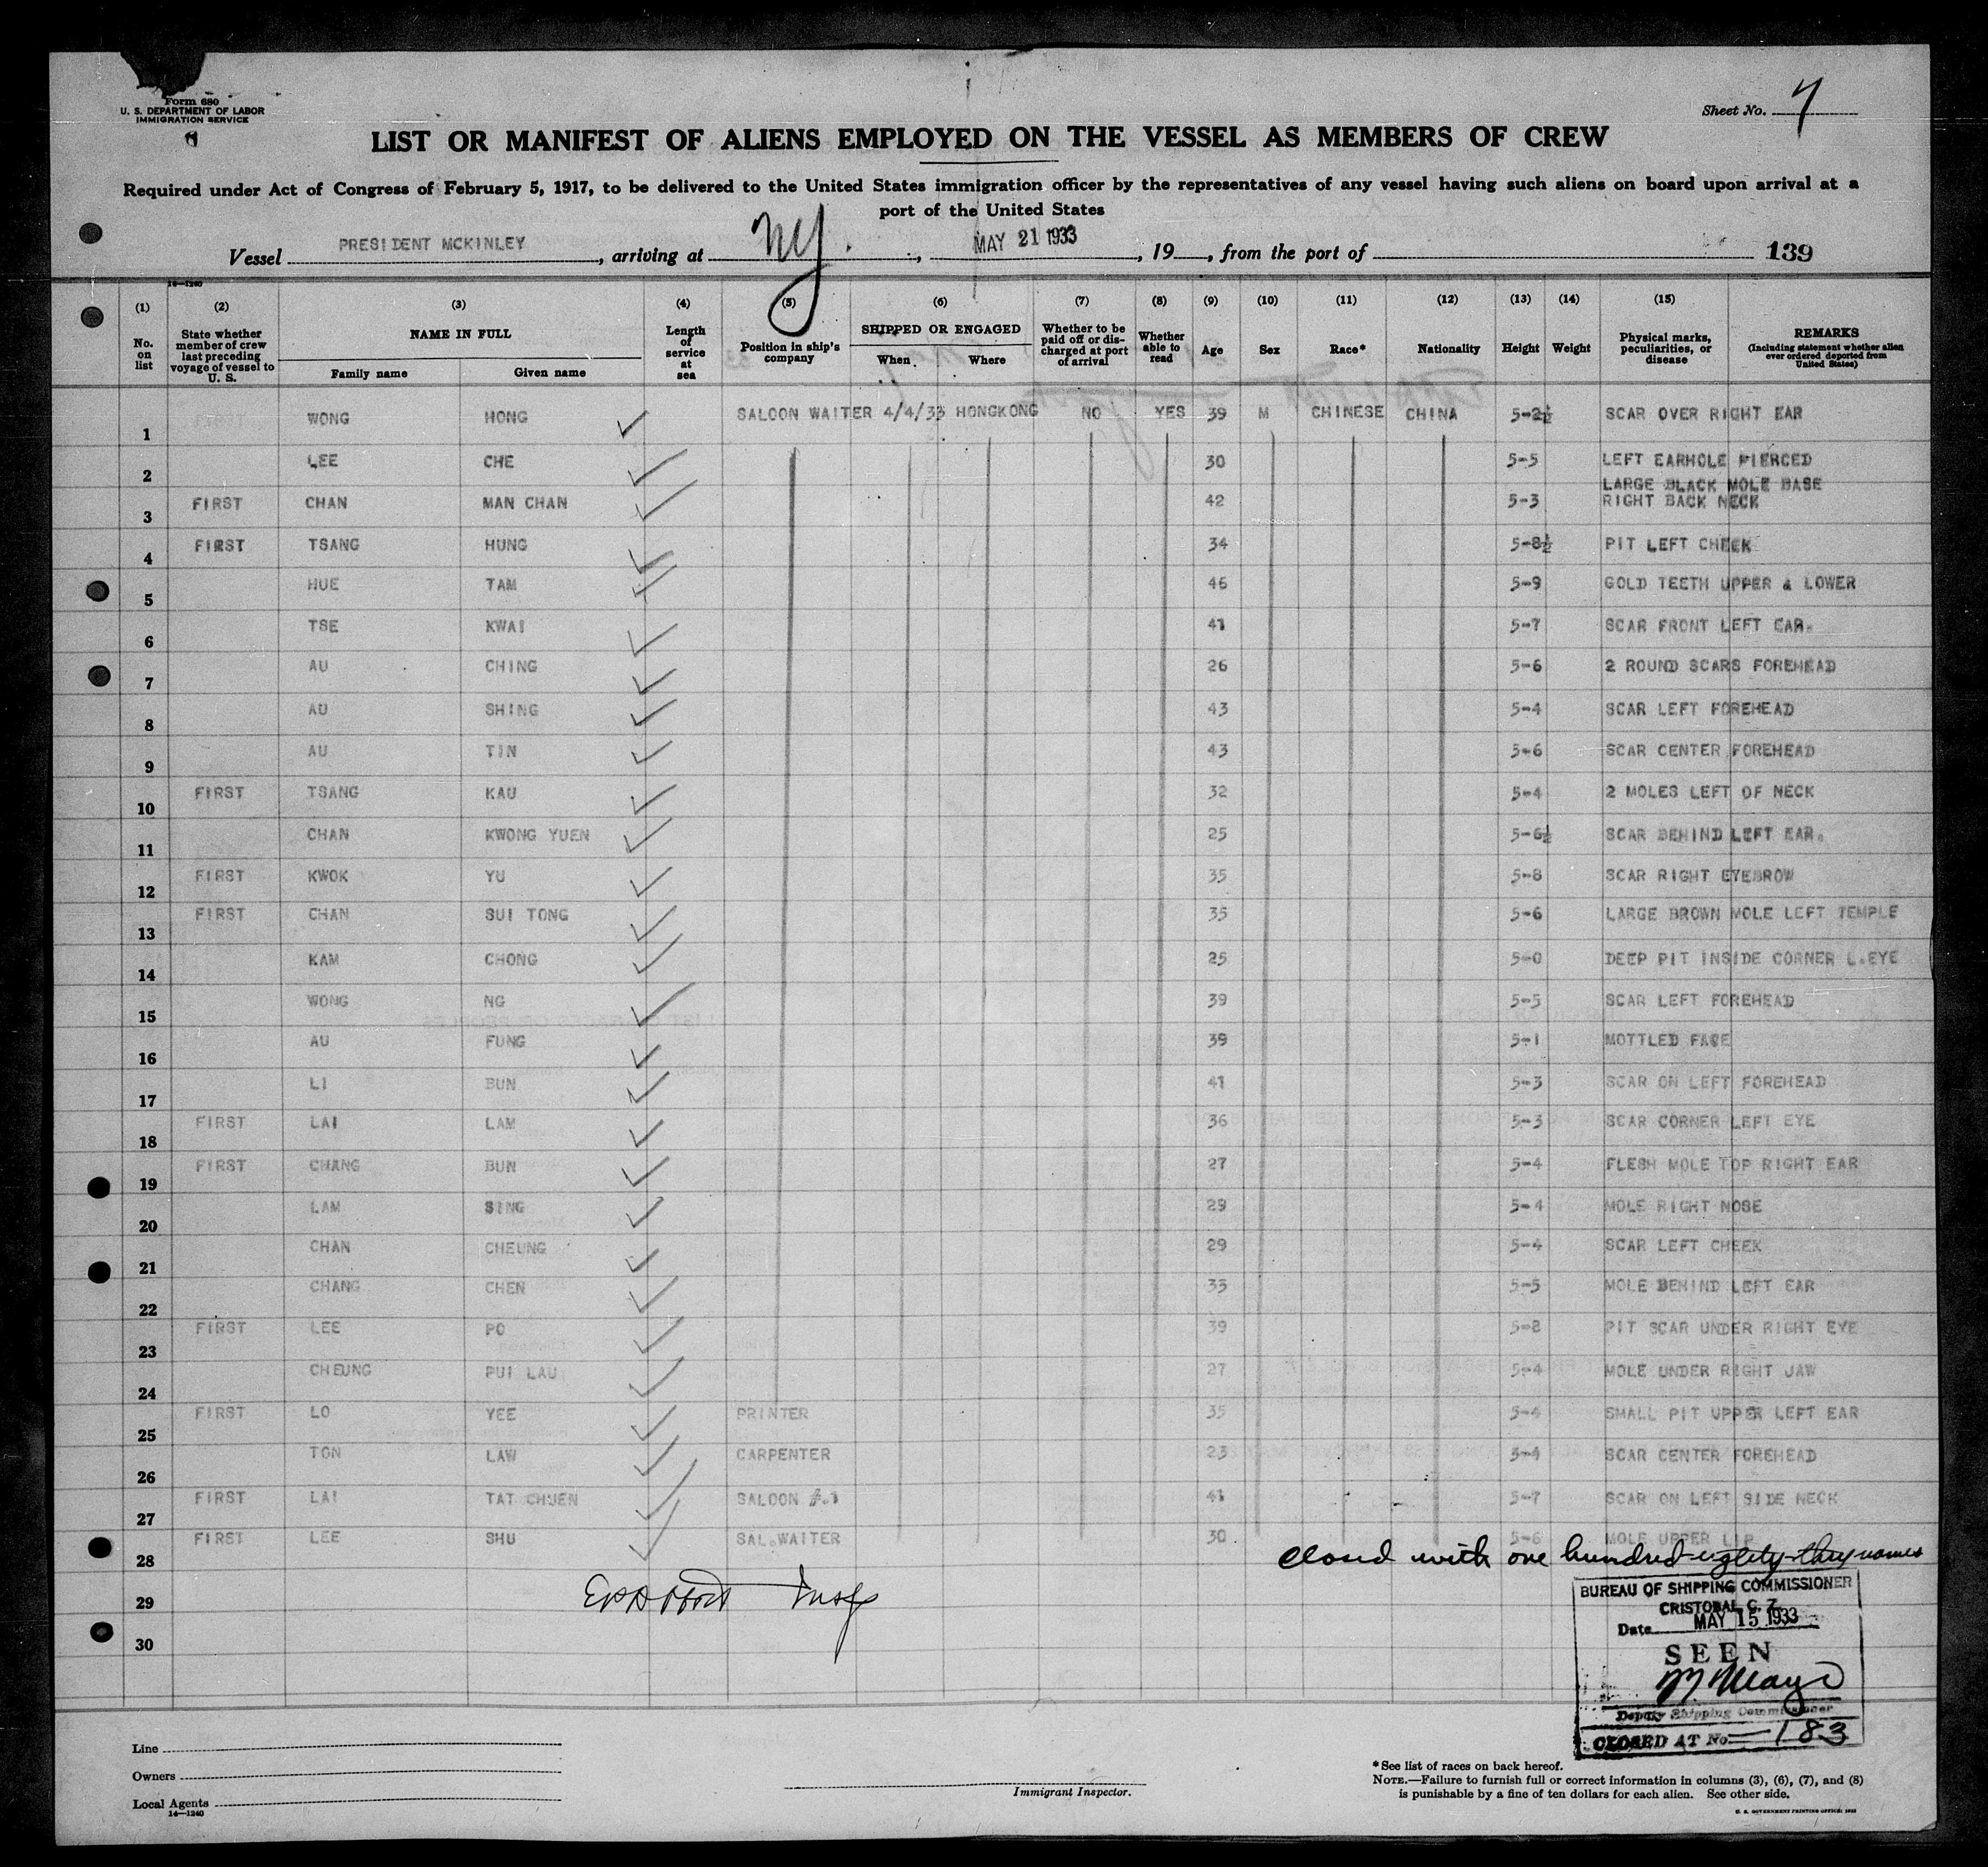 Form 680
U. S. DEPARTMENT OF LABOR
IMMIGRATION SERVICE
Sheet No. 7
LIST OR MANIFEST OF ALIENS EMPLOYED ON THE VESSEL AS MEMBERS OF CREW
Required under Act of Congress of February 5, 1917, to be delivered to the United States immigration officer by the representatives of any vessel having such aliens on board upon arrival at a
port of the United States
Vessel PRESIDENT MCKINLEY, arriving at NY., MAY 21 1933, 19, from the port of 139
14—1240
(1) (2) (3) (4) (5) (6) (7) (8) (9) (10) (11) (12) (13) (14) (15)
No. on list
State whether member of crew last preceding voyage of vessel to U. S.
NAME IN FULL
Family name Given name
Length of service at sea
Position in ship's company
SHIPPED OR ENGAGED
When Where
Whether to be paid off or discharged at port of arrival
Whether able to read
Age
Sex
Race*
Nationality
Height
Weight
Physical marks, peculiarities, or disease
REMARKS
(Including statement whether alien ever ordered deported from United States)
1 FIRST WONG HONG SALOON WAITER 4/4/33 HONGKONG NO YES 39 M CHINESE CHINA 5-2½ SCAR OVER RIGHT EAR
2 LEE CHE 30 5-5 LEFT EARHOLE PIERCED
3 FIRST CHAN MAN CHAN 42 5-3 LARGE BLACK MOLE BASE RIGHT BACK NECK
4 FIRST TSANG HUNG 34 5-8½ PIT LEFT CHEEK
5 HUE TAM 46 5-9 GOLD TEETH UPPER & LOWER
6 TSE KWAI 41 5-7 SCAR FRONT LEFT EAR.
7 AU CHING 26 5-6 2 ROUND SCARS FOREHEAD
8 AU SHING 43 5-4 SCAR LEFT FOREHEAD
9 AU TIN 43 5-6 SCAR CENTER FOREHEAD
10 FIRST TSANG KAU 32 5-4 2 MOLES LEFT OF NECK
11 CHAN KWONG YUEN 25 5-6½ SCAR BEHIND LEFT EAR.
12 FIRST KWOK YU 35 5-8 SCAR RIGHT EYEBROW
13 FIRST CHAN SUI TONG 35 5-6 LARGE BROWN MOLE LEFT TEMPLE
14 KAM CHONG 25 5-0 DEEP PIT INSIDE CORNER L.EYE
15 WONG NG 39 5-5 SCAR LEFT FOREHEAD
16 AU FUNG 39 5-1 MOTTLED FACE
17 LI BUN 41 5-3 SCAR ON LEFT FOREHEAD
18 FIRST LAI LAM 36 5-3 SCAR CORNER LEFT EYE
19 FIRST CHANG BUN 27 5-4 FLESH MOLE TOP RIGHT EAR
20 LAM SING 29 5-4 MOLE RIGHT NOSE
21 CHAN CHEUNG 29 5-4 SCAR LEFT CHEEK
22 CHANG CHEN 33 5-5 MOLE BEHIND LEFT EAR
23 FIRST LEE PO 39 5-8 PIT SCAR UNDER RIGHT EYE
24 CHEUNG PUI LAU 27 5-4 MOLE UNDER RIGHT JAW
25 FIRST LO YEE PRINTER 35 5-4 SMALL PIT UPPER LEFT EAR
26 TON LAW CARPENTER 23 5-4 SCAR CENTER FOREHEAD
27 FIRST LAI TAT CHUEN SALOON #.1 41 5-7 SCAR ON LEFT SIDE NECK
28 FIRST LEE SHU SAL.WAITER 30 5-6 MOLE UPPER LIP
closed with one hundred eighty-three names
29
30
Insp
BUREAU OF SHIPPING COMMISSIONER
CRISTOBAL C. Z.
Date MAY 15 1933
SEEN
Deputy Shipping Commissioner
CLOSED AT No. 183
Line
Owners
Local Agents
14—1240
Immigrant Inspector.
*See list of races on back hereof.
NOTE.—Failure to furnish full or correct information in columns (3), (6), (7), and (8)
is punishable by a fine of ten dollars for each alien. See other side.